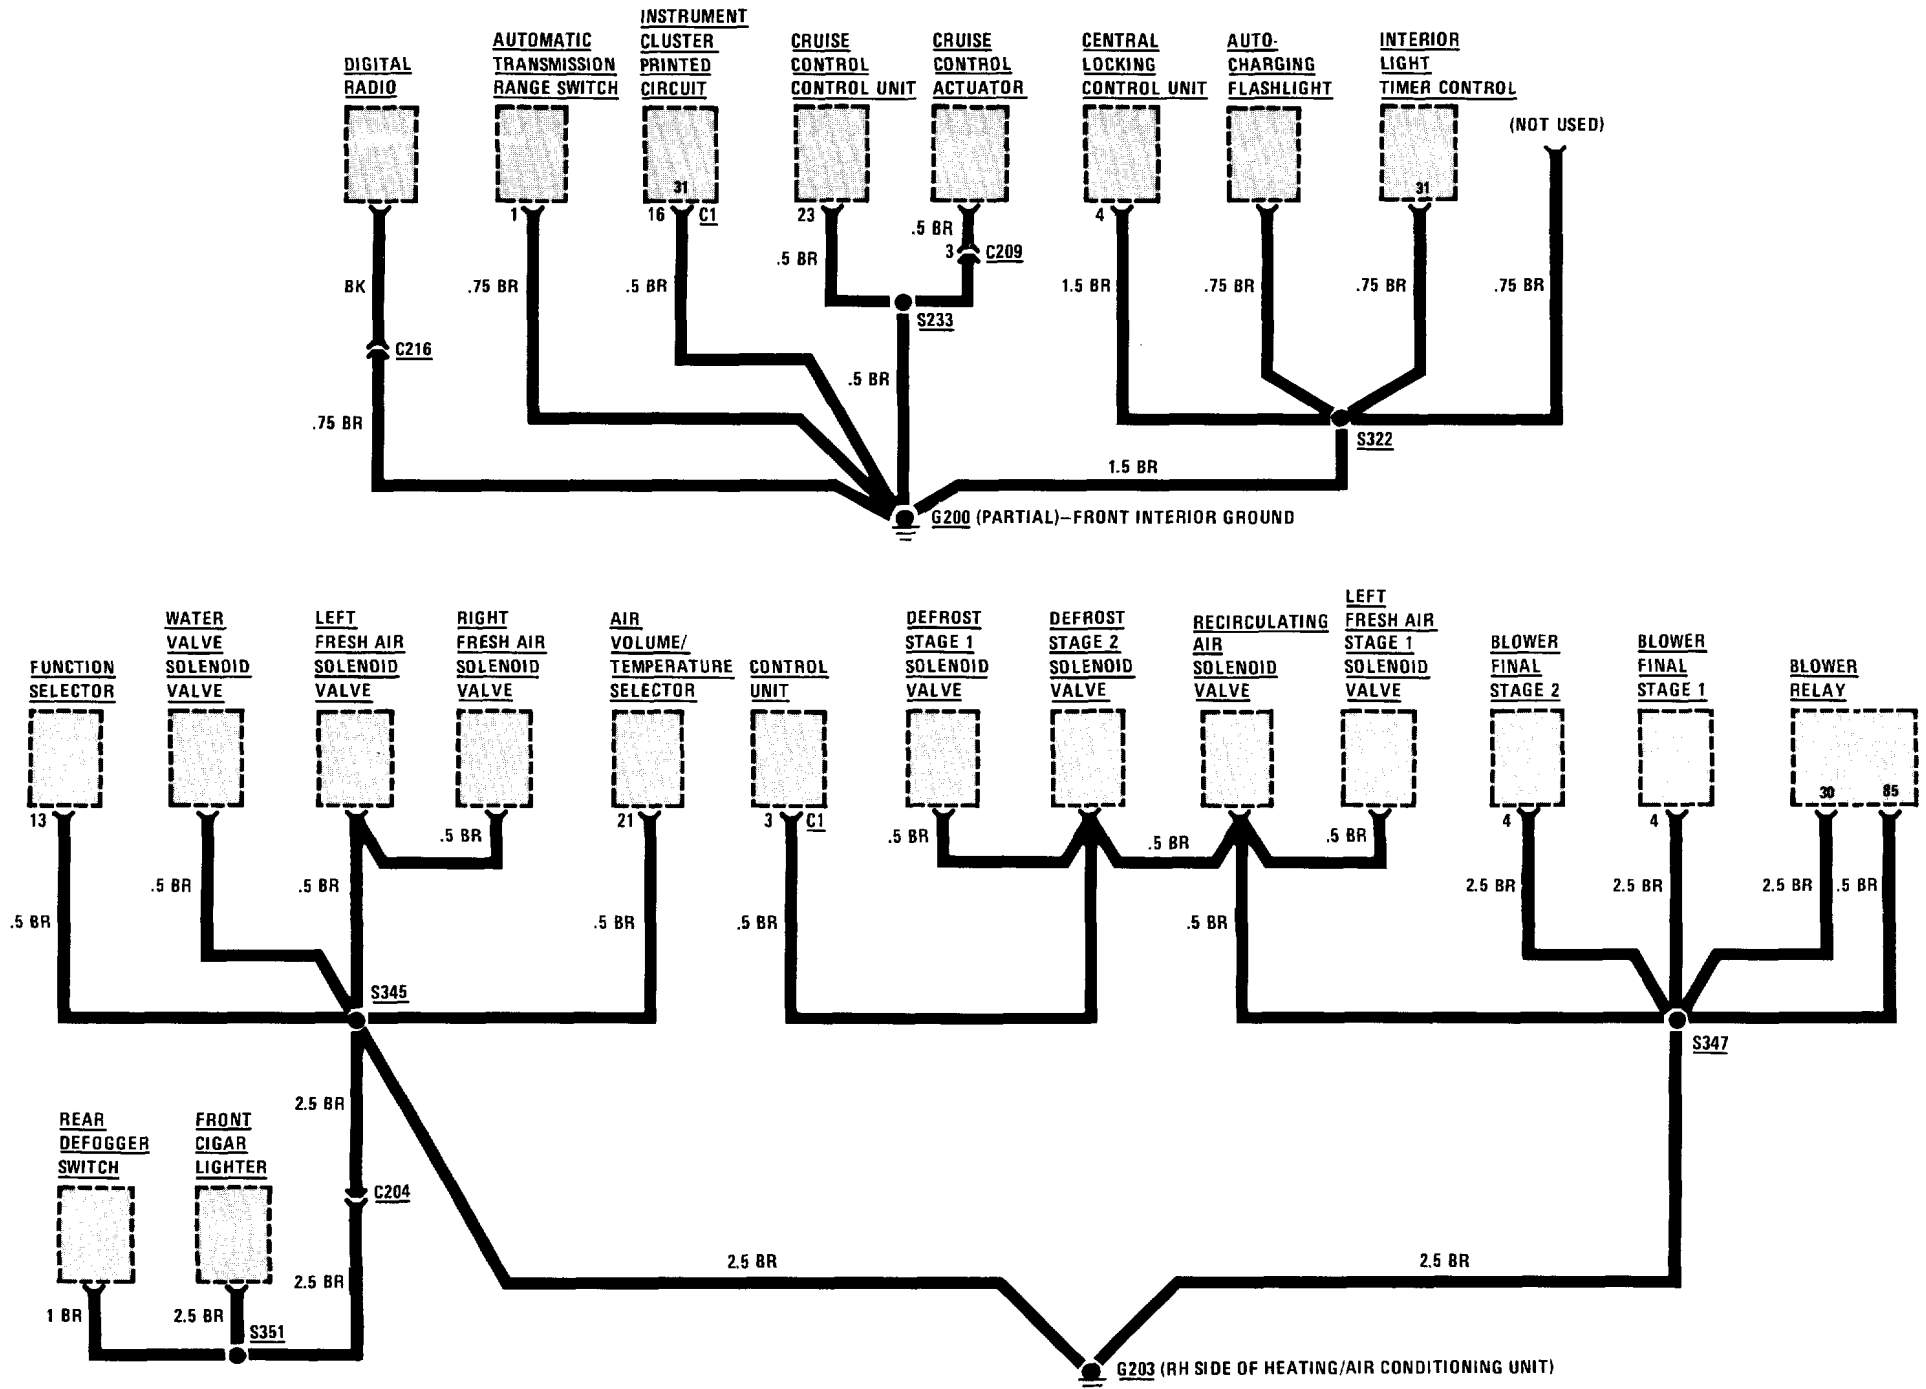 DIGITAL
RADIO
AUTOMATIC
TRANSMISSION
RANGE SWITCH
INSTRUMENT
CLUSTER
PRINTED
CIRCUIT
CRUISE
CONTROL
CONTROL UNIT
CRUISE
CONTROL
ACTUATOR
CENTRAL
LOCKING
CONTROL UNIT
AUTO-
CHARGING
FLASHLIGHT
INTERIOR
LIGHT
TIMER CONTROL
(NOT USED)
31
31
1
16
C1
23
.5 BR
4
3
C209
.5 BR
BK
.75 BR
.5 BR
1.5 BR
.75 BR
.75 BR
.75 BR
S233
C216
.5 BR
.75 BR
S322
1.5 BR
G200 (PARTIAL)–FRONT INTERIOR GROUND
FUNCTION
SELECTOR
WATER
VALVE
SOLENOID
VALVE
LEFT
FRESH AIR
SOLENOID
VALVE
RIGHT
FRESH AIR
SOLENOID
VALVE
AIR
VOLUME/
TEMPERATURE
SELECTOR
CONTROL
UNIT
DEFROST
STAGE 1
SOLENOID
VALVE
DEFROST
STAGE 2
SOLENOID
VALVE
RECIRCULATING
AIR
SOLENOID
VALVE
LEFT
FRESH AIR
STAGE 1
SOLENOID
VALVE
BLOWER
FINAL
STAGE 2
BLOWER
FINAL
STAGE 1
BLOWER
RELAY
30
85
13
21
3
C1
4
4
.5 BR
.5 BR
.5 BR
.5 BR
.5 BR
.5 BR
2.5 BR
2.5 BR
2.5 BR
.5 BR
.5 BR
.5 BR
.5 BR
.5 BR
S345
S347
2.5 BR
REAR
DEFOGGER
SWITCH
FRONT
CIGAR
LIGHTER
C204
2.5 BR
2.5 BR
2.5 BR
1 BR
2.5 BR
S351
G203 (RH SIDE OF HEATING/AIR CONDITIONING UNIT)